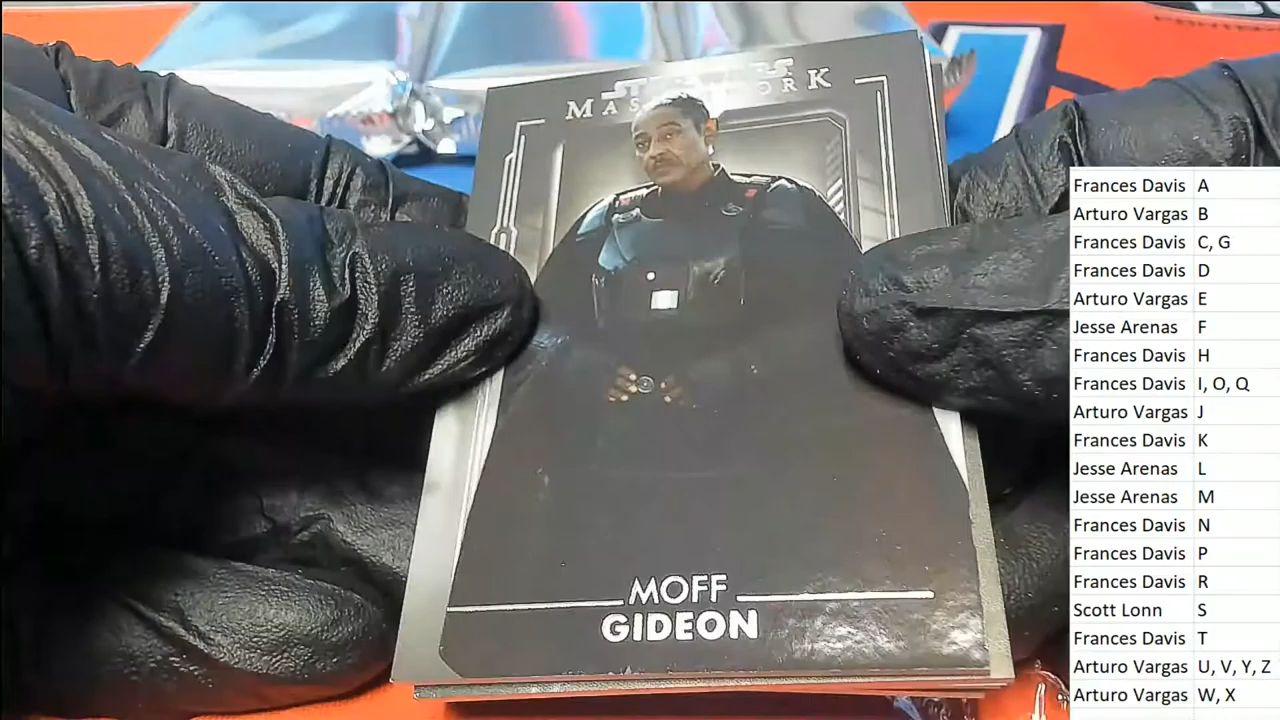 STAR WARS
MOFF
GIDEON
Frances Davis A
Arturo Vargas B
Frances Davis C, G
Frances Davis D
Arturo Vargas E
Jesse Arenas F
Frances Davis H
Frances Davis I, O, Q
Arturo Vargas J
Frances Davis K
Jesse Arenas L
Jesse Arenas M
Frances Davis N
Frances Davis P
Frances Davis R
Scott Lonn S
Frances Davis T
Arturo Vargas U, V, Y, Z
Arturo Vargas W, X